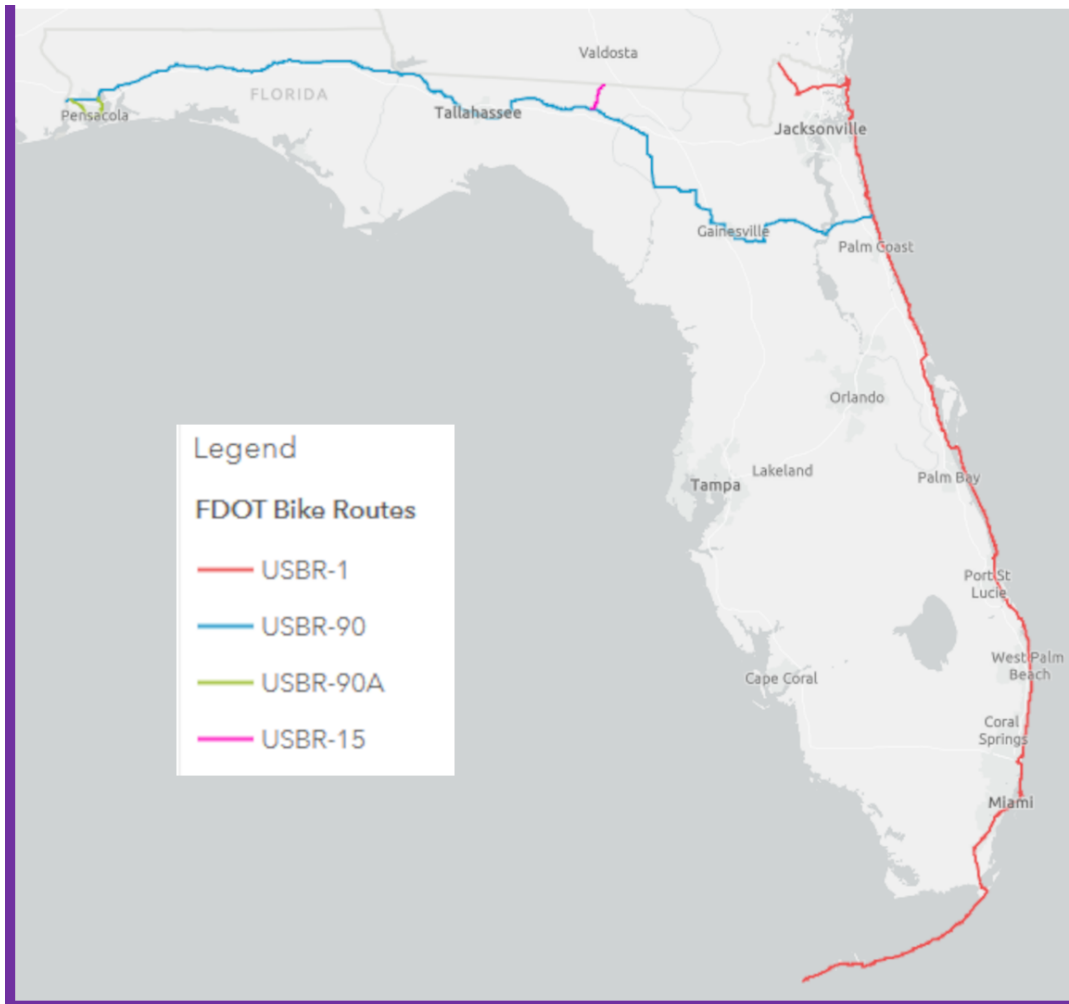 Valdosta
FLORIDA
Pensacola
Tallahassee
Jacksonville
Gainesville
Palm Coast
Orlando
Legend
FDOT Bike Routes
USBR-1
USBR-90
USBR-90A
USBR-15
Lakeland
Tampa
Palm Bay
Port St
Lucie
West Palm
Beach
Cape Coral
Coral
Springs
Miami